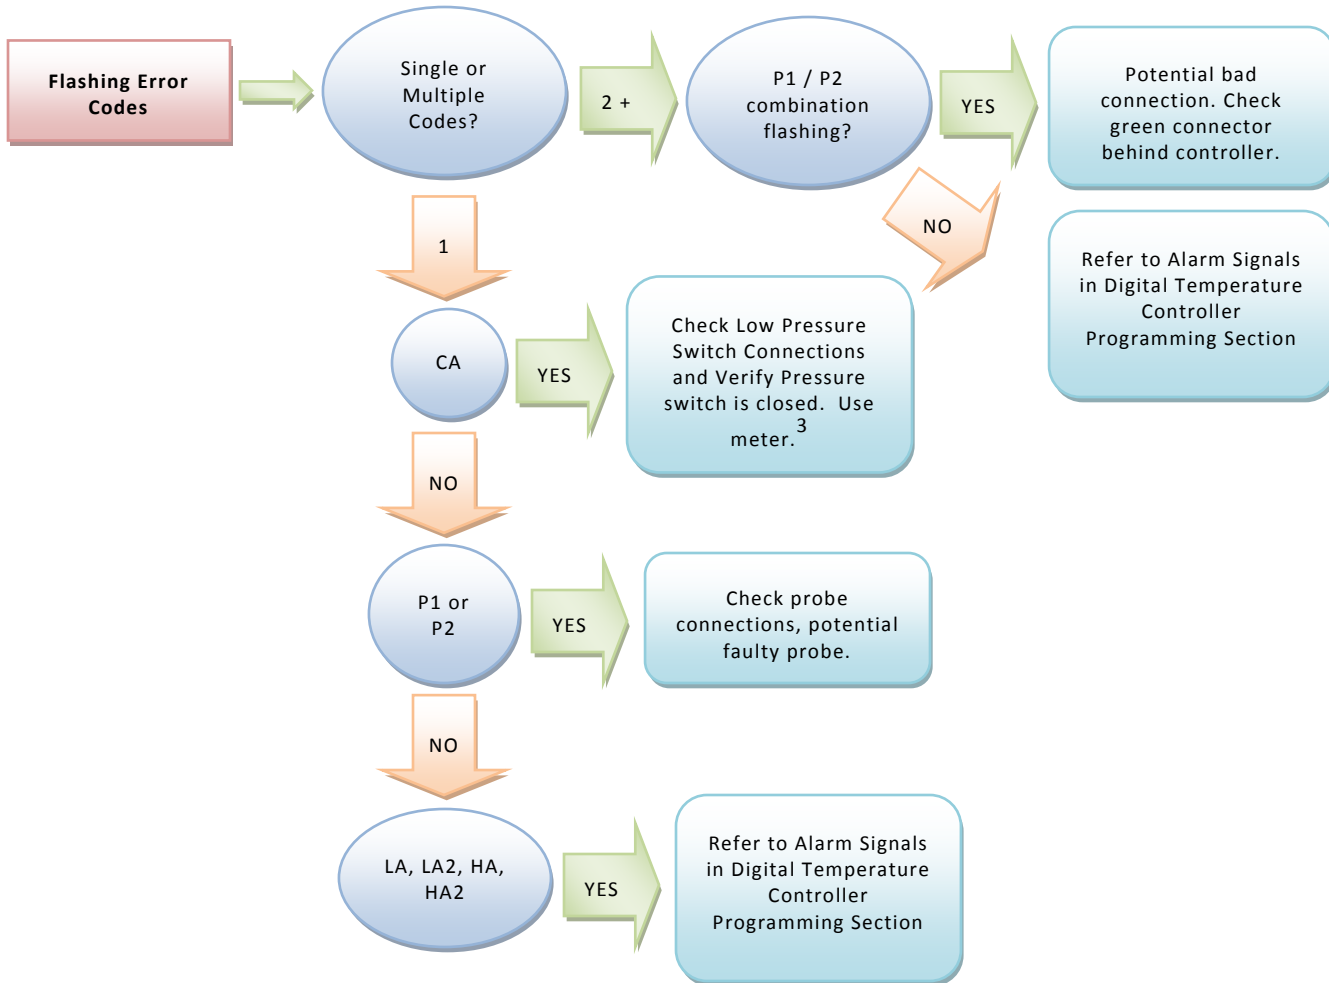 Flashing Error
Codes
Single or
Multiple
Codes?
2 +
P1 / P2
combination
flashing?
YES
Potential bad
connection. Check
green connector
behind controller.
NO
Refer to Alarm Signals
in Digital Temperature
Controller
Programming Section
1
CA
YES
Check Low Pressure
Switch Connections
and Verify Pressure
switch is closed. Use
meter.3
NO
P1 or
P2
YES
Check probe
connections, potential
faulty probe.
NO
LA, LA2, HA,
HA2
YES
Refer to Alarm Signals
in Digital Temperature
Controller
Programming Section